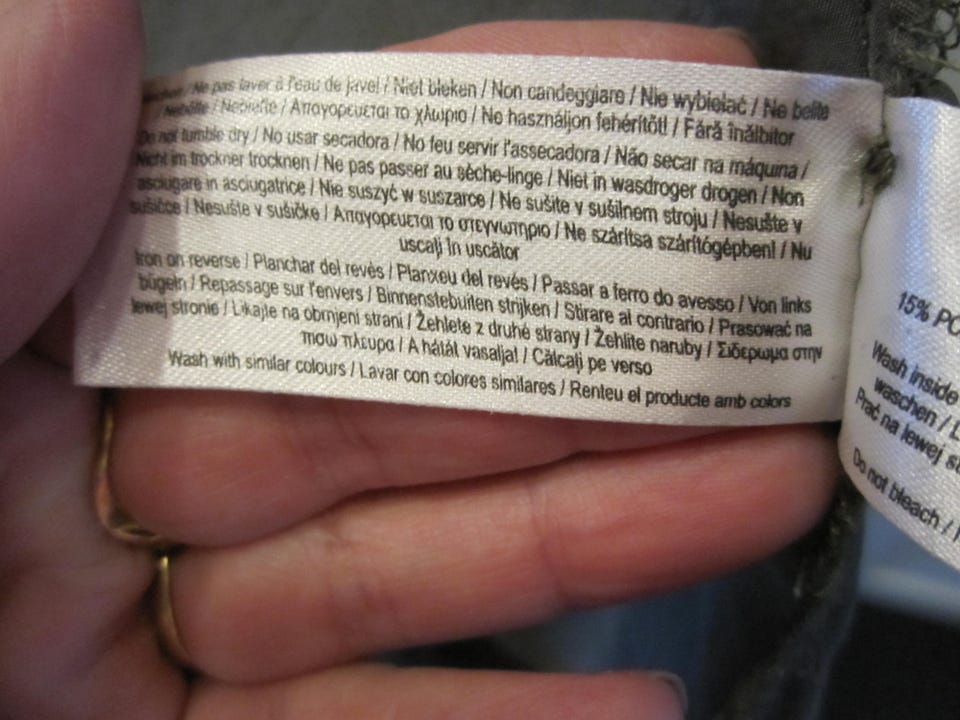 Ne pas laver à l'eau de javel / Niet bleken / Non candeggiare / Nie wybielać / Ne belite
Nebělte / Nebieľte / Απαγορευεται το χλωριο / Ne használjon fehérítőt! / Fără înălbitor
Do not tumble dry / No usar secadora / No feu servir l'assecadora / Não secar na máquina /
Nicht im trockner trocknen / Ne pas passer au sèche-linge / Niet in wasdroger drogen / Non
asciugare in asciugatrice / Nie suszyć w suszarce / Ne sušite v sušilnem stroju / Nesušte v
sušičce / Nesušte v sušičke / Απαγορευεται το στεγνωτηριο / Ne szárítsa szárítógépben! / Nu
uscaţi în uscător
Iron on reverse / Planchar del revés / Planxeu del revés / Passar a ferro do avesso / Von links
bügeln / Repassage sur l'envers / Binnenstebuiten strijken / Stirare al contrario / Prasować na
lewej stronie / Likajte na obrnjeni strani / Žehlete z druhé strany / Žehlite naruby / Σιδερωμα στην
πισω πλευρα / A hátát vasalja! / Călcaţi pe verso
Wash with similar colours / Lavar con colores similares / Renteu el producte amb colors
15% PO
Wash inside
waschen / L
Prać na lewej st
Do not bleach /